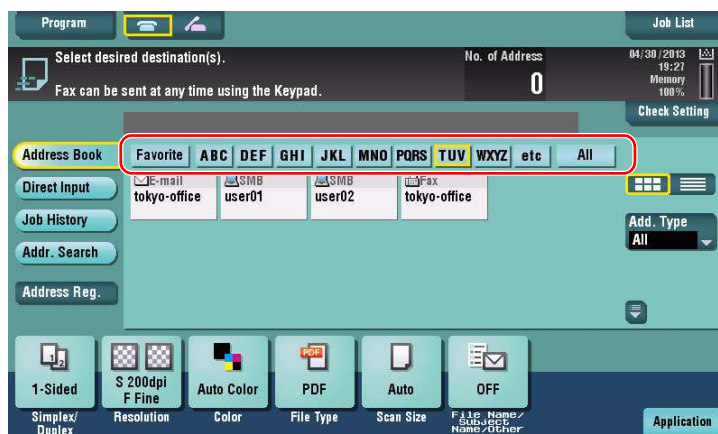 Program
Job List
Select desired destination(s).
No. of Address
04/30/2013
19:27
Fax can be sent at any time using the Keypad.
0
Memory
100%
Check Setting
Address Book
Favorite ABC DEF GHI JKL MNO PQRS TUV WXYZ etc All
E-mail SMB SMB Fax
Direct Input
tokyo-office user01 user02 tokyo-office
Job History
Add. Type
All
Addr. Search
Address Reg.
1 2
PDF
1-Sided
S 200dpi
F Fine
Auto Color
PDF
Auto
OFF
Simplex/
Duplex
Resolution
Color
File Type
Scan Size
File Name/
Subject
Name/Other
Application